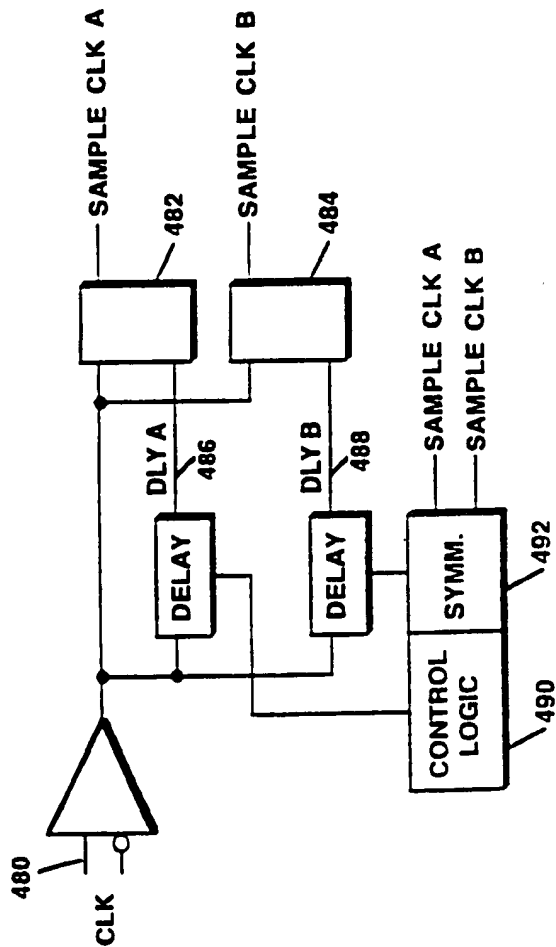 480
CLK
SAMPLE CLK A
482
DLY A
486
DELAY
SAMPLE CLK B
484
DLY B
488
DELAY
CONTROL
LOGIC
SYMM.
SAMPLE CLK A
SAMPLE CLK B
490
492